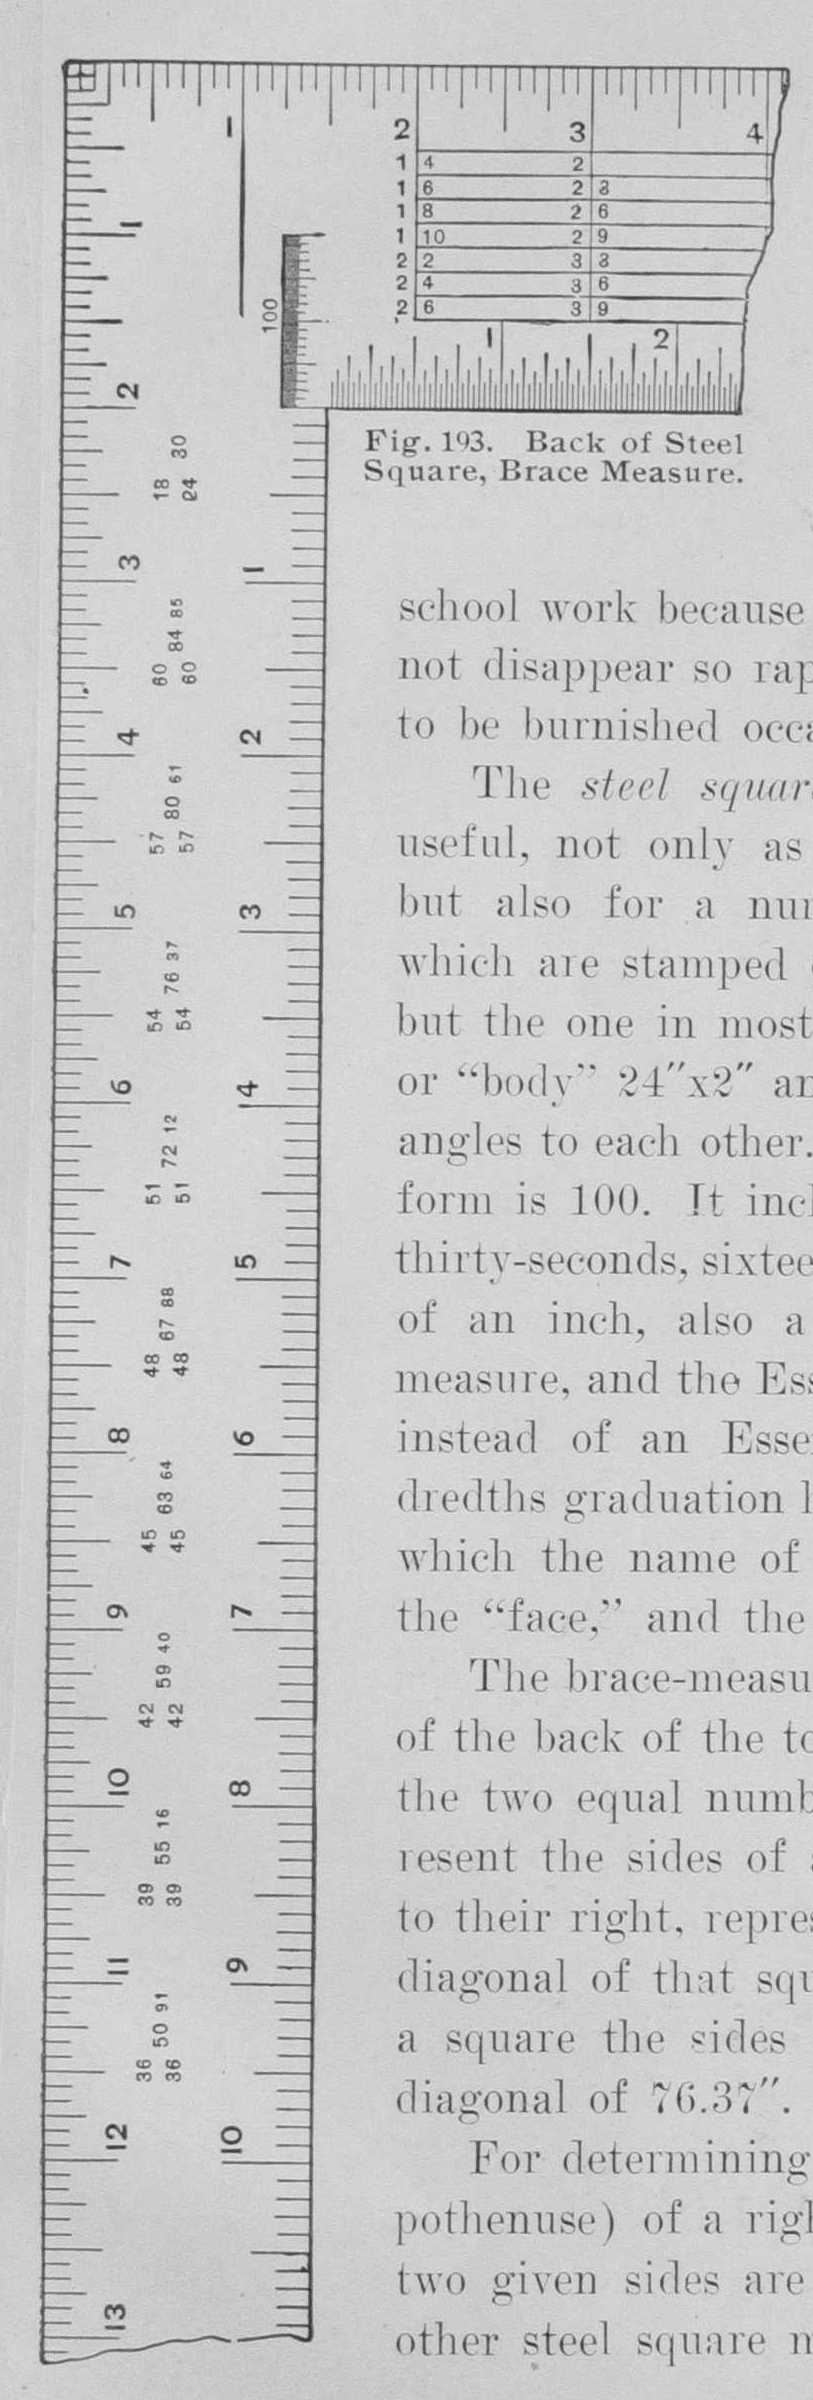 1 2 3 4
1 4 2
1 6 2 3
1 8 2 6
1 10 2 9
2 2 3 3
2 4 3 6
2 6 3 9
1 2
100
Fig. 193. Back of Steel
Square, Brace Measure.
1
2
18 24 30
3
1
60 60 84 85
4
2
57 57 80 61
5
3
54 54 76 37
6
4
51 51 72 12
7
5
48 48 67 88
8
6
45 45 63 64
9
7
42 42 59 40
10
8
39 39 55 16
11
9
36 36 50 91
12
10
13
school work because
not disappear so rap
to be burnished occa
The steel squar
useful, not only as
but also for a nu
which are stamped
but the one in most
or “body” 24″x2″ an
angles to each other.
form is 100. It incl
thirty-seconds, sixtee
of an inch, also a
measure, and the Ess
instead of an Esse
dredths graduation l
which the name of
the “face,” and the
The brace-measu
of the back of the to
the two equal numb
resent the sides of
to their right, repres
diagonal of that squ
a square the sides
diagonal of 76.37″.
For determining
pothenuse) of a righ
two given sides are
other steel square m